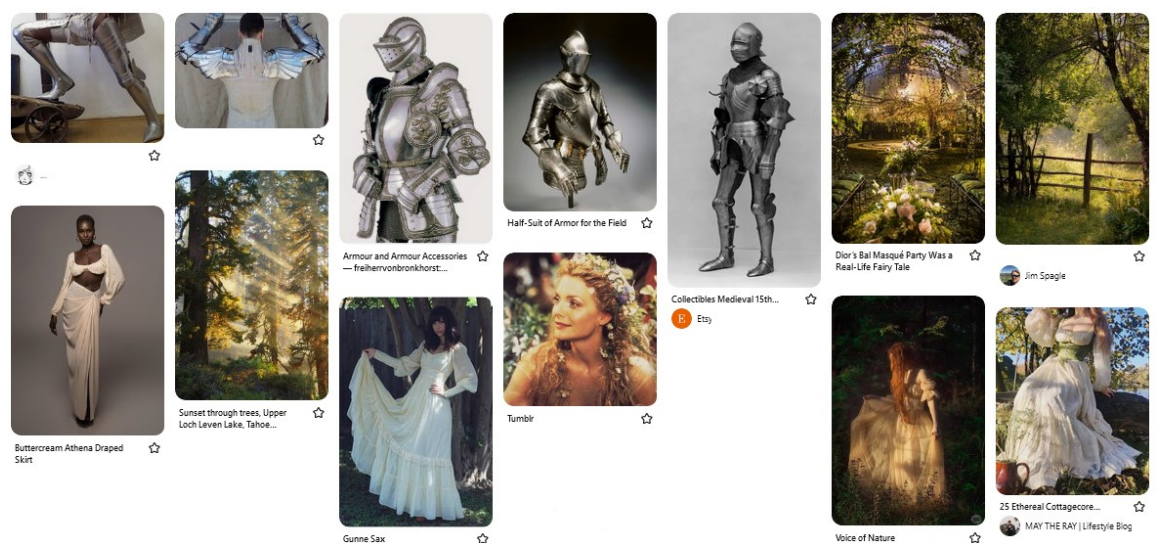 Buttercream Athena Draped
Skirt
Sunset through trees, Upper
Loch Leven Lake, Tahoe...
Armour and Armour Accessories
— freiherrvonbronkhorst:...
Gunne Sax
Half-Suit of Armor for the Field
Tumblr
Collectibles Medieval 15th...
E
Etsy
Dior's Bal Masqué Party Was a
Real-Life Fairy Tale
Voice of Nature
Jim Spagle
25 Ethereal Cottagecore...
MAY THE RAY | Lifestyle Blog